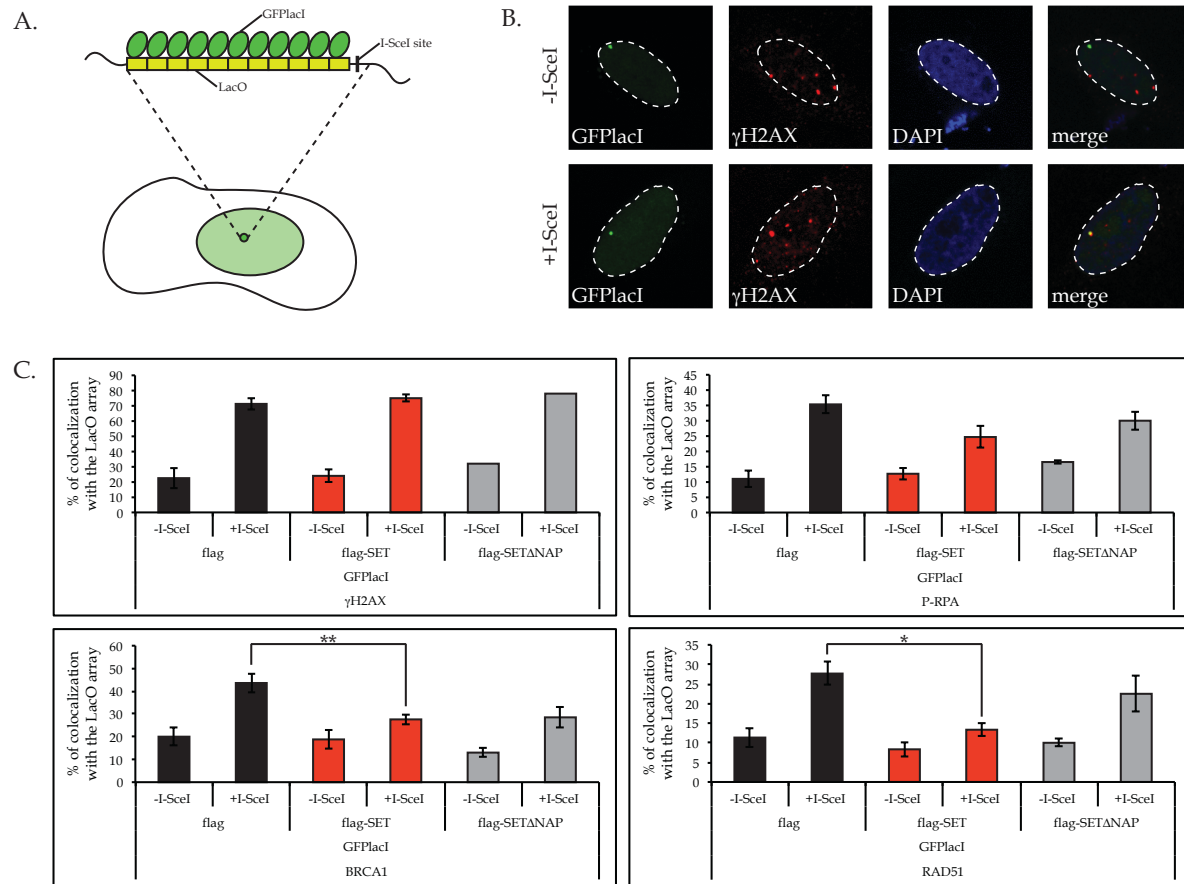 A.
GFPlacI
I-SceI site
LacO
B.
-I-SceI
GFPlacI
γH2AX
DAPI
merge
+I-SceI
GFPlacI
γH2AX
DAPI
merge
C.
% of colocalization
with the LacO array
90
80
70
60
50
40
30
20
10
0
-I-SceI +I-SceI -I-SceI +I-SceI -I-SceI +I-SceI
flag flag-SET flag-SETΔNAP
GFPlacI
γH2AX
% of colocalization
with the LacO array
45
40
35
30
25
20
15
10
5
0
-I-SceI +I-SceI -I-SceI +I-SceI -I-SceI +I-SceI
flag flag-SET flag-SETΔNAP
GFPlacI
P-RPA
% of colocalization
with the LacO array
60
50
40
30
20
10
0
**
-I-SceI +I-SceI -I-SceI +I-SceI -I-SceI +I-SceI
flag flag-SET flag-SETΔNAP
GFPlacI
BRCA1
% of colocalization
with the LacO array
35
30
25
20
15
10
5
0
*
-I-SceI +I-SceI -I-SceI +I-SceI -I-SceI +I-SceI
flag flag-SET flag-SETΔNAP
GFPlacI
RAD51